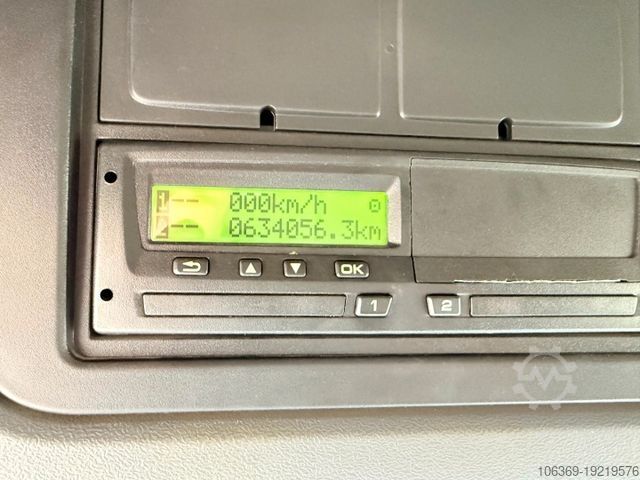 1 -- 000km/h
2 -- 0634056.3km
OK
1 2
106369-19219576